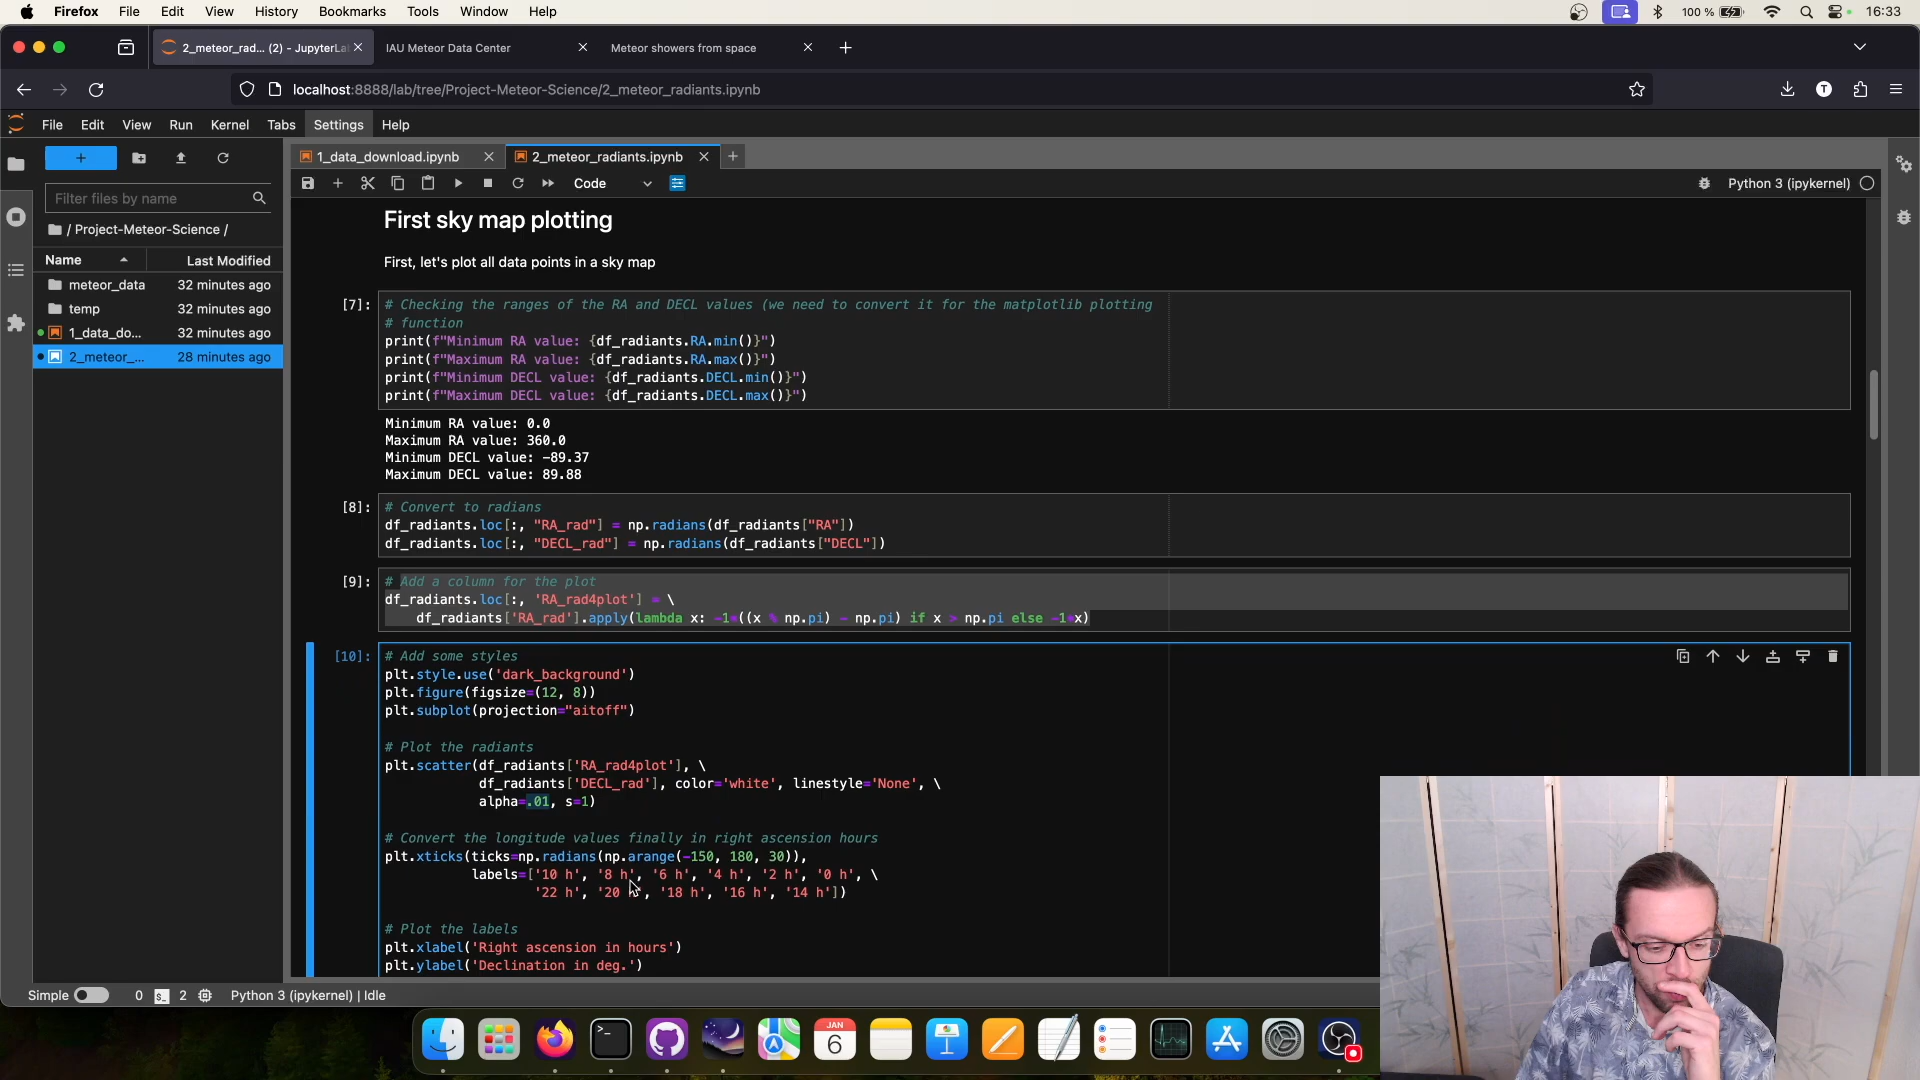 Firefox File Edit View History Bookmarks Tools Window Help 100 % 16:33
2_meteor_rad... (2) - JupyterLa IAU Meteor Data Center Meteor showers from space
localhost:8888/lab/tree/Project-Meteor-Science/2_meteor_radiants.ipynb T
File Edit View Run Kernel Tabs Settings Help
1_data_download.ipynb 2_meteor_radiants.ipynb
Code Python 3 (ipykernel)
Filter files by name
/ Project-Meteor-Science /
Name Last Modified
meteor_data 32 minutes ago
temp 32 minutes ago
1_data_do... 32 minutes ago
2_meteor_... 28 minutes ago
First sky map plotting
First, let's plot all data points in a sky map
[7]: # Checking the ranges of the RA and DECL values (we need to convert it for the matplotlib plotting
# function
print(f"Minimum RA value: {df_radiants.RA.min()}")
print(f"Maximum RA value: {df_radiants.RA.max()}")
print(f"Minimum DECL value: {df_radiants.DECL.min()}")
print(f"Maximum DECL value: {df_radiants.DECL.max()}")
Minimum RA value: 0.0
Maximum RA value: 360.0
Minimum DECL value: -89.37
Maximum DECL value: 89.88
[8]: # Convert to radians
df_radiants.loc[:, "RA_rad"] = np.radians(df_radiants["RA"])
df_radiants.loc[:, "DECL_rad"] = np.radians(df_radiants["DECL"])
[9]: # Add a column for the plot
df_radiants.loc[:, 'RA_rad4plot'] = \
df_radiants['RA_rad'].apply(lambda x: -1*((x % np.pi) - np.pi) if x > np.pi else -1*x)
[10]: # Add some styles
plt.style.use('dark_background')
plt.figure(figsize=(12, 8))
plt.subplot(projection="aitoff")
# Plot the radiants
plt.scatter(df_radiants['RA_rad4plot'], \
df_radiants['DECL_rad'], color='white', linestyle='None', \
alpha=.01, s=1)
# Convert the longitude values finally in right ascension hours
plt.xticks(ticks=np.radians(np.arange(-150, 180, 30)),
labels=['10 h', '8 h', '6 h', '4 h', '2 h', '0 h', \
'22 h', '20 h', '18 h', '16 h', '14 h'])
# Plot the labels
plt.xlabel('Right ascension in hours')
plt.ylabel('Declination in deg.')
Simple 0 2 Python 3 (ipykernel) | Idle
JAN
6